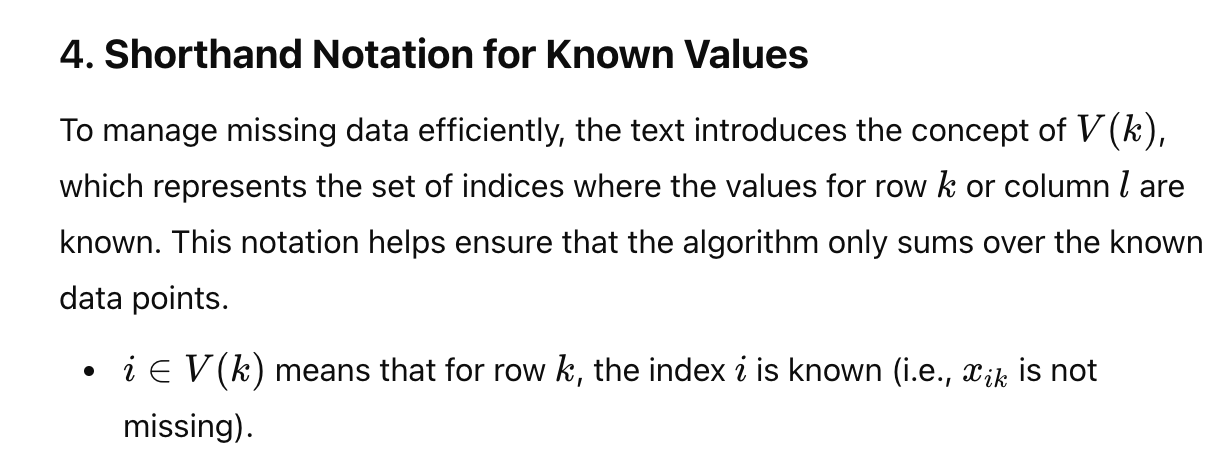 4. Shorthand Notation for Known Values
To manage missing data efficiently, the text introduces the concept of V(k),
which represents the set of indices where the values for row k or column l are
known. This notation helps ensure that the algorithm only sums over the known
data points.
• i ∈ V(k) means that for row k, the index i is known (i.e., x_{ik} is not
missing).